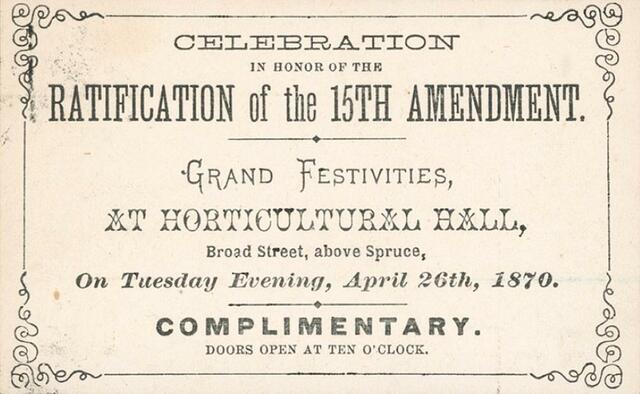 CELEBRATION
IN HONOR OF THE
RATIFICATION of the 15TH AMENDMENT.
GRAND FESTIVITIES,
AT HORTICULTURAL HALL,
Broad Street, above Spruce,
On Tuesday Evening, April 26th, 1870.
COMPLIMENTARY.
DOORS OPEN AT TEN O'CLOCK.